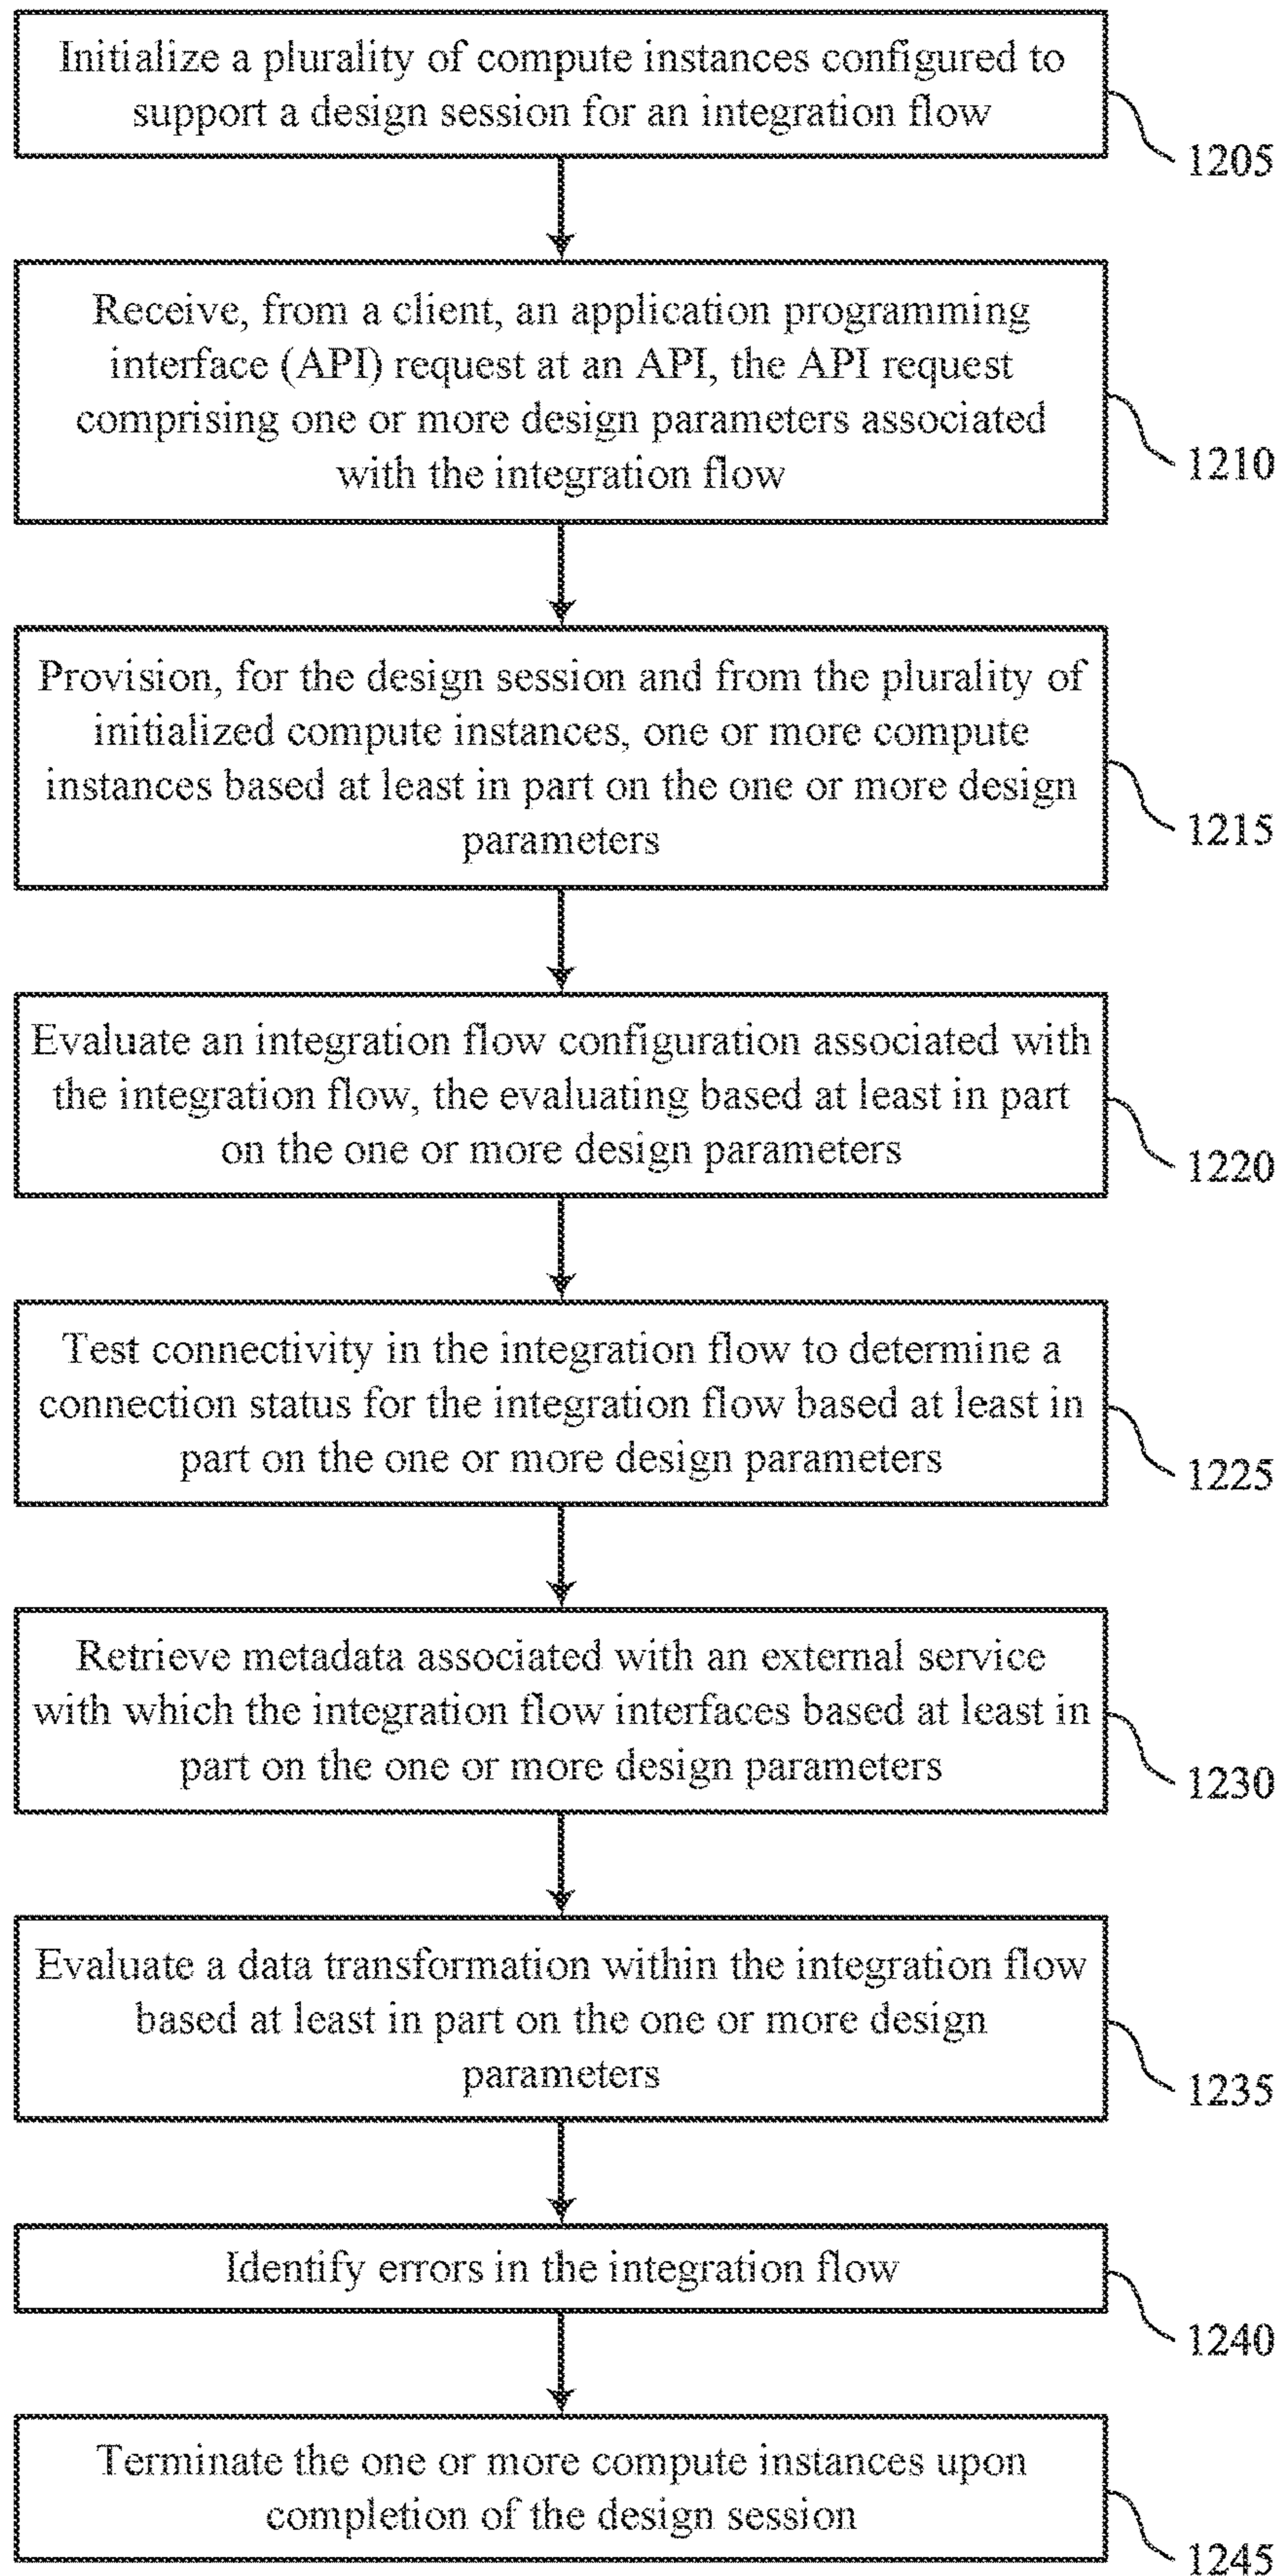 Initialize a plurality of compute instances configured to
support a design session for an integration flow
1205
Receive, from a client, an application programming
interface (API) request at an API, the API request
comprising one or more design parameters associated
with the integration flow
1210
Provision, for the design session and from the plurality of
initialized compute instances, one or more compute
instances based at least in part on the one or more design
parameters
1215
Evaluate an integration flow configuration associated with
the integration flow, the evaluating based at least in part
on the one or more design parameters
1220
Test connectivity in the integration flow to determine a
connection status for the integration flow based at least in
part on the one or more design parameters
1225
Retrieve metadata associated with an external service
with which the integration flow interfaces based at least in
part on the one or more design parameters
1230
Evaluate a data transformation within the integration flow
based at least in part on the one or more design
parameters
1235
Identify errors in the integration flow
1240
Terminate the one or more compute instances upon
completion of the design session
1245